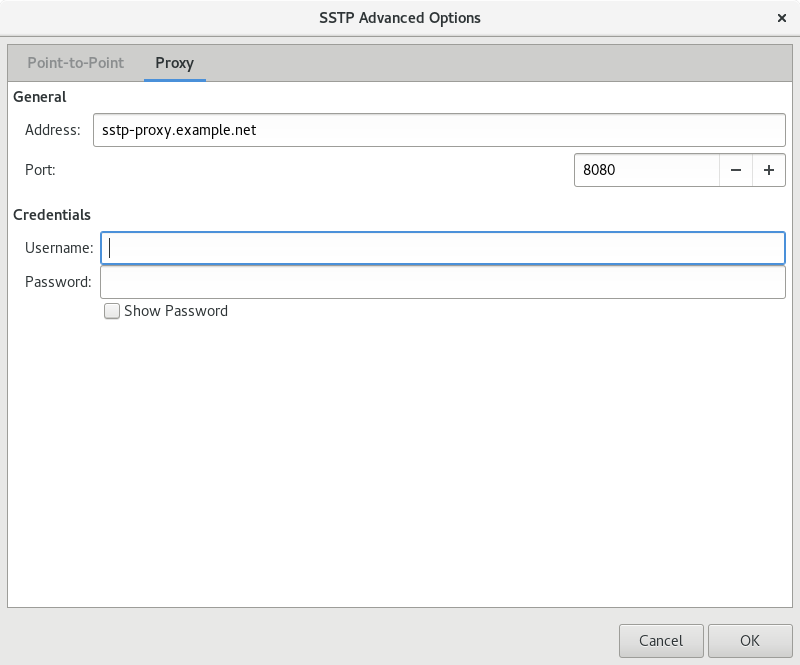 SSTP Advanced Options
Point-to-Point Proxy
General
Address: sstp-proxy.example.net
Port: 8080
Credentials
Username:
Password:
Show Password
Cancel OK